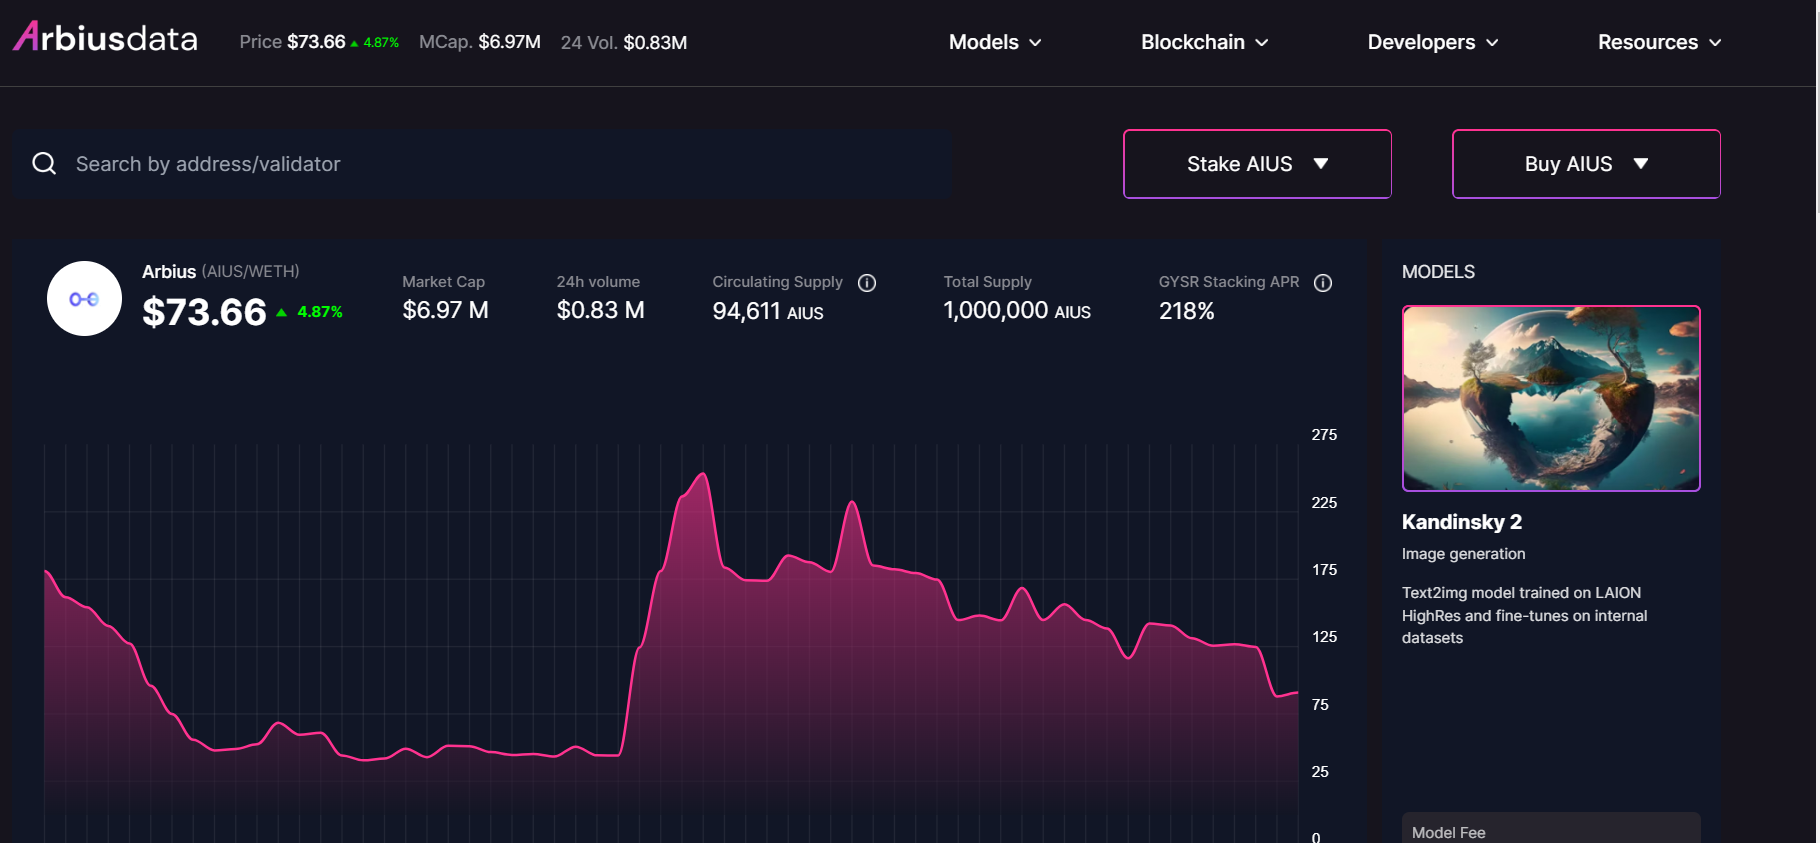 Arbiusdata
Price $73.66 ▲ 4.87% MCap. $6.97M 24 Vol. $0.83M
Models Blockchain Developers Resources
Search by address/validator
Stake AIUS ▼
Buy AIUS ▼
Arbius (AIUS/WETH)
$73.66 ▲ 4.87%
Market Cap
$6.97 M
24h volume
$0.83 M
Circulating Supply
94,611 AIUS
Total Supply
1,000,000 AIUS
GYSR Stacking APR
218%
275
225
175
125
75
25
0
MODELS
Kandinsky 2
Image generation
Text2img model trained on LAION
HighRes and fine-tunes on internal
datasets
Model Fee